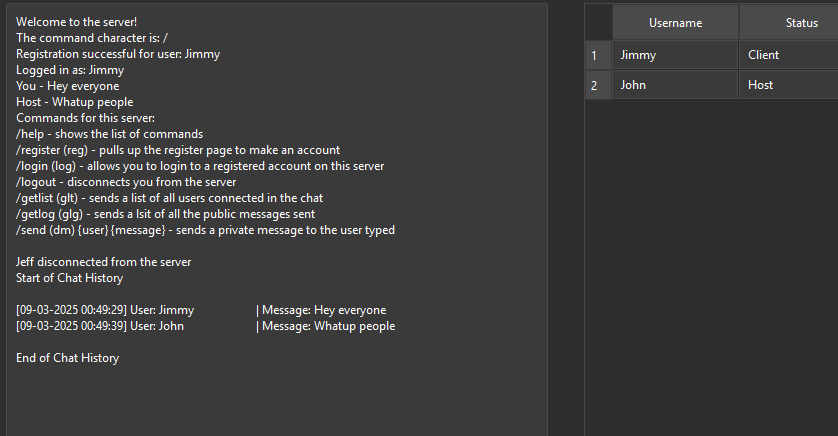 Welcome to the server!
The command character is: /
Registration successful for user: Jimmy
Logged in as: Jimmy
You - Hey everyone
Host - Whatup people
Commands for this server:
/help - shows the list of commands
/register (reg) - pulls up the register page to make an account
/login (log) - allows you to login to a registered account on this server
/logout - disconnects you from the server
/getlist (glt) - sends a list of all users connected in the chat
/getlog (glg) - sends a lsit of all the public messages sent
/send (dm) {user} {message} - sends a private message to the user typed
Jeff disconnected from the server
Start of Chat History
[09-03-2025 00:49:29] User: Jimmy | Message: Hey everyone
[09-03-2025 00:49:39] User: John | Message: Whatup people
End of Chat History
Username Status
1 Jimmy Client
2 John Host